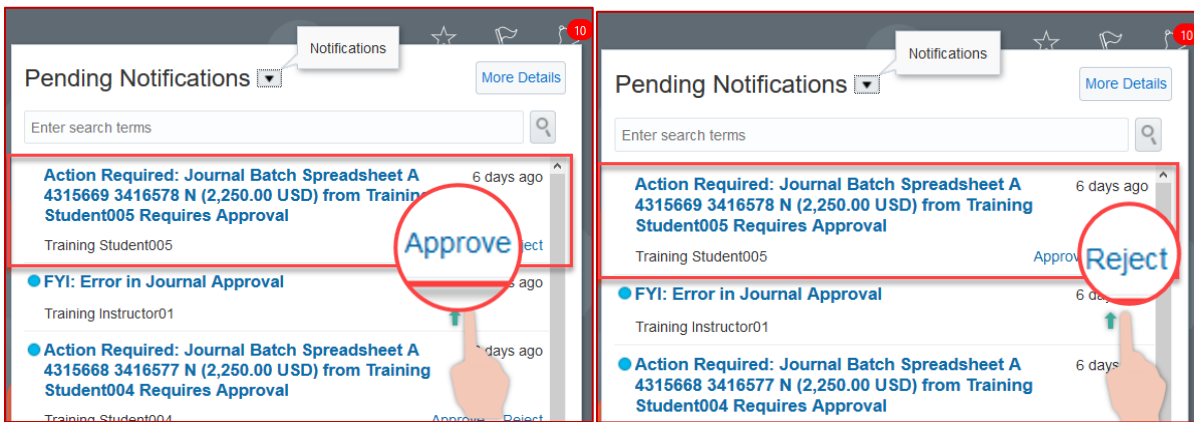 10
Notifications
Pending Notifications
More Details
Enter search terms
Action Required: Journal Batch Spreadsheet A
6 days ago
4315669 3416578 N (2,250.00 USD) from Training
Student005 Requires Approval
Training Student005
Approve
FYI: Error in Journal Approval
ago
Training Instructor01
Action Required: Journal Batch Spreadsheet A
days ago
4315668 3416577 N (2,250.00 USD) from Training
Student004 Requires Approval
Training Student004
Approve Reject
10
Notifications
Pending Notifications
More Details
Enter search terms
Action Required: Journal Batch Spreadsheet A
6 days ago
4315669 3416578 N (2,250.00 USD) from Training
Student005 Requires Approval
Training Student005
Reject
FYI: Error in Journal Approval
6
Training Instructor01
Action Required: Journal Batch Spreadsheet A
6 days
4315668 3416577 N (2,250.00 USD) from Training
Student004 Requires Approval